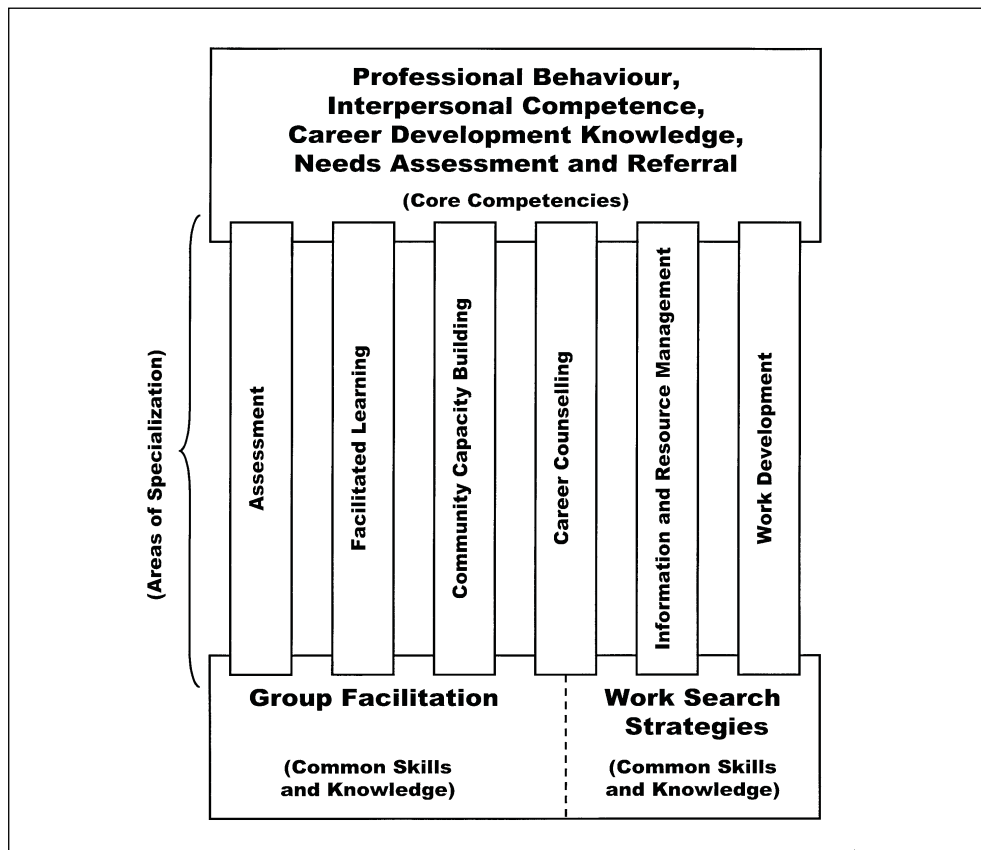 Professional Behaviour,
Interpersonal Competence,
Career Development Knowledge,
Needs Assessment and Referral
(Core Competencies)
(Areas of Specialization)
Assessment
Facilitated Learning
Community Capacity Building
Career Counselling
Information and Resource Management
Work Development
Group Facilitation
(Common Skills
and Knowledge)
Work Search
Strategies
(Common Skills
and Knowledge)